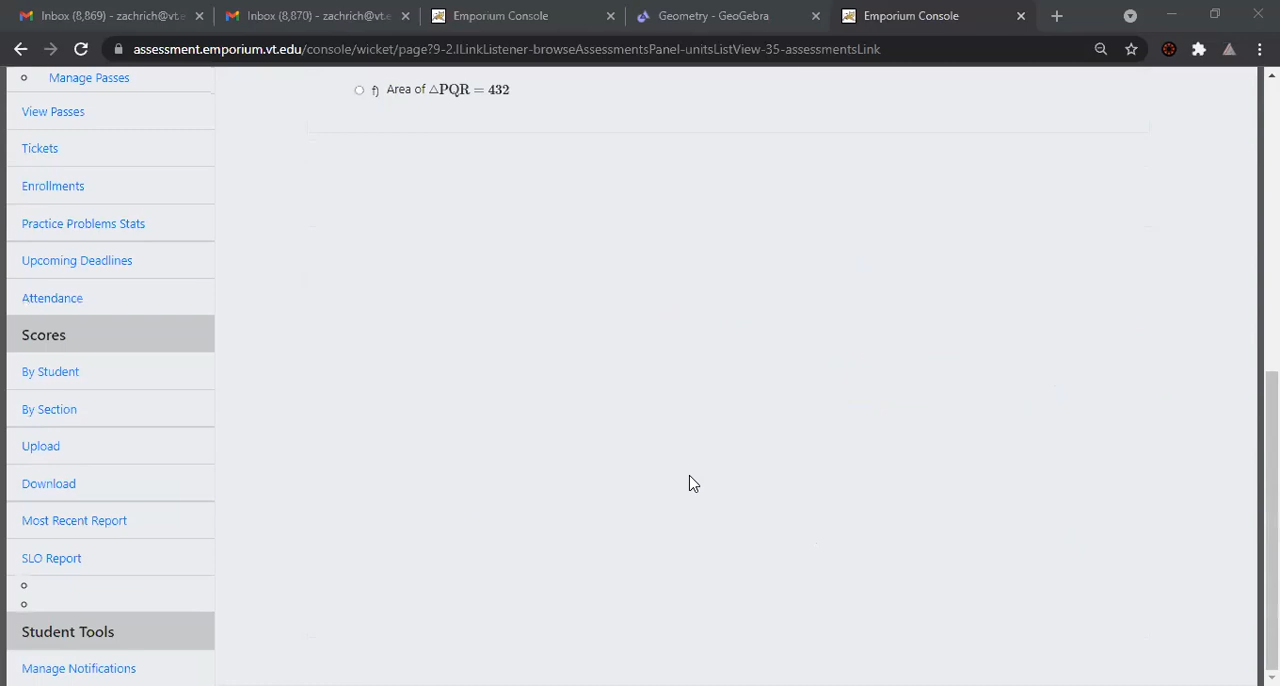 Inbox (8,869) - zachrich@vt.e
Inbox (8,870) - zachrich@vt.e
Emporium Console
Geometry - GeoGebra
Emporium Console
assessment.emporium.vt.edu/console/wicket/page?9-2.ILinkListener-browseAssessmentsPanel-unitsListView-35-assessmentsLink
Manage Passes
f) Area of △PQR = 432
View Passes
Tickets
Enrollments
Practice Problems Stats
Upcoming Deadlines
Attendance
Scores
By Student
By Section
Upload
Download
Most Recent Report
SLO Report
Student Tools
Manage Notifications